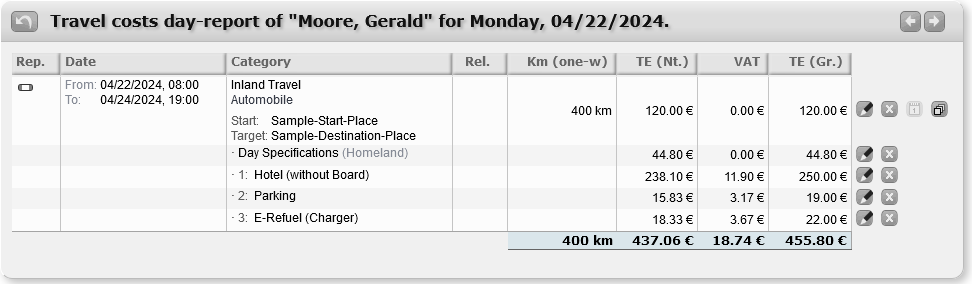 Travel costs day-report of "Moore, Gerald" for Monday, 04/22/2024.
Rep. Date Category Rel. Km (one-w) TE (Nt.) VAT TE (Gr.)
From: 04/22/2024, 08:00 Inland Travel
To: 04/24/2024, 19:00 Automobile
400 km 120.00 € 0.00 € 120.00 € 1
Start: Sample-Start-Place
Target: Sample-Destination-Place
· Day Specifications (Homeland) 44.80 € 0.00 € 44.80 €
· 1: Hotel (without Board) 238.10 € 11.90 € 250.00 €
· 2: Parking 15.83 € 3.17 € 19.00 €
· 3: E-Refuel (Charger) 18.33 € 3.67 € 22.00 €
400 km 437.06 € 18.74 € 455.80 €